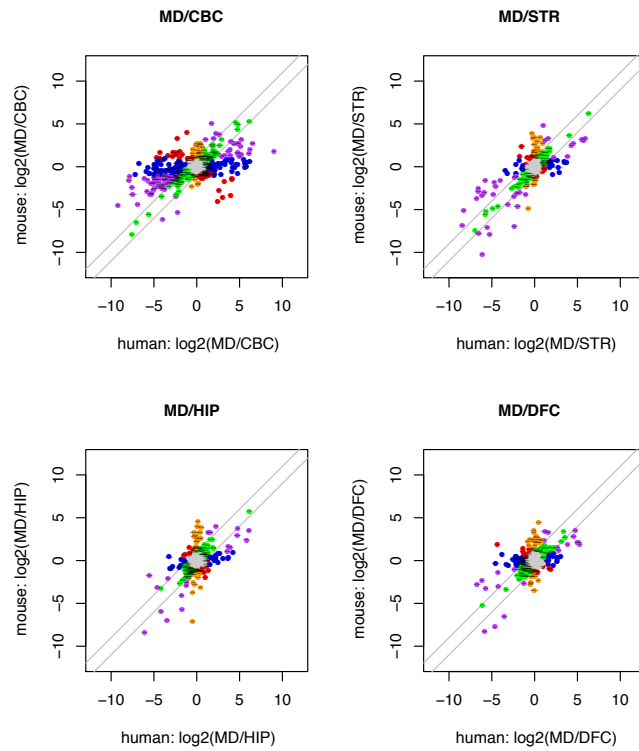 MD/CBC
mouse: log2(MD/CBC)
10
5
0
−5
−10
−10 −5 0 5 10
human: log2(MD/CBC)
MD/STR
mouse: log2(MD/STR)
10
5
0
−5
−10
−10 −5 0 5 10
human: log2(MD/STR)
MD/HIP
mouse: log2(MD/HIP)
10
5
0
−5
−10
−10 −5 0 5 10
human: log2(MD/HIP)
MD/DFC
mouse: log2(MD/DFC)
10
5
0
−5
−10
−10 −5 0 5 10
human: log2(MD/DFC)